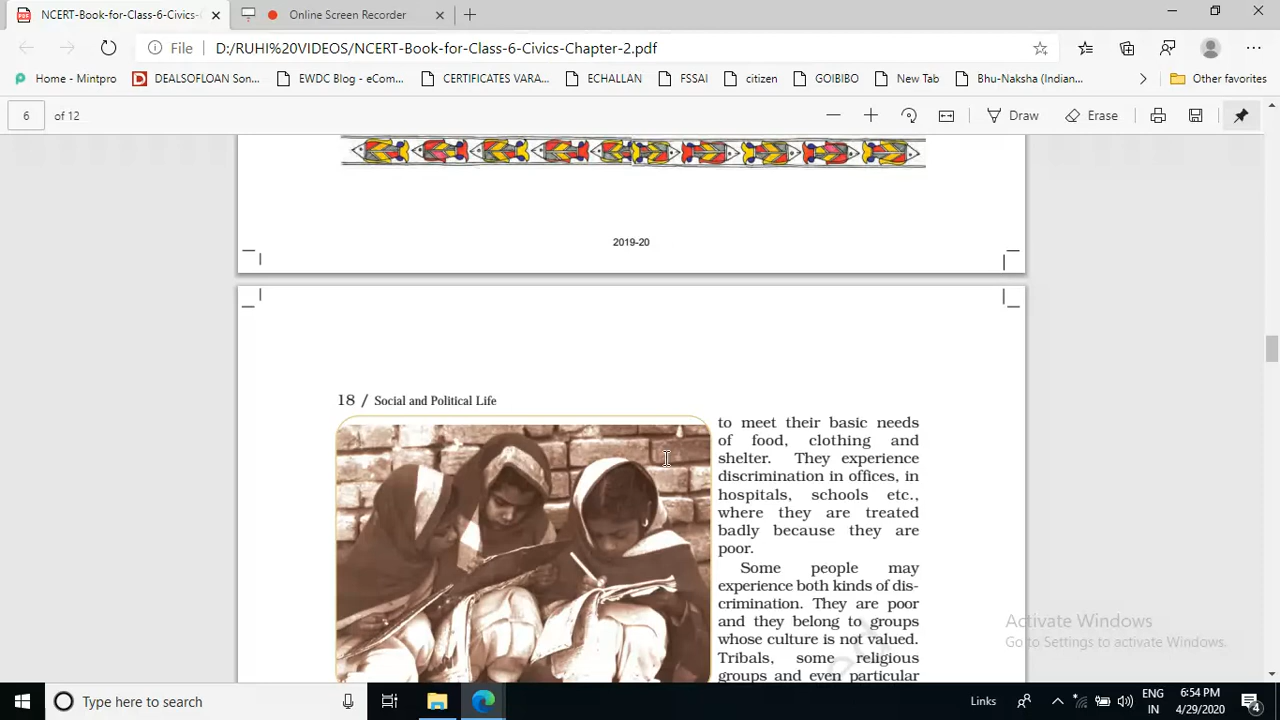 NCERT-Book-for-Class-6-Civics-
Online Screen Recorder
File
D:/RUHI%20VIDEOS/NCERT-Book-for-Class-6-Civics-Chapter-2.pdf
Home - Mintpro
DEALSOFLOAN Son...
EWDC Blog - eCom...
CERTIFICATES VARA...
ECHALLAN
FSSAI
citizen
GOIBIBO
New Tab
Bhu-Naksha (Indian...
Other favorites
6 of 12
Draw
Erase
2019-20
18 / Social and Political Life
to meet their basic needs
of food, clothing and
shelter. They experience
discrimination in offices, in
hospitals, schools etc.,
where they are treated
badly because they are
poor.
Some people may
experience both kinds of dis-
crimination. They are poor
and they belong to groups
whose culture is not valued.
Tribals, some religious
groups and even particular
Activate Windows
Go to Settings to activate Windows.
Type here to search
Links
ENG
IN
6:54 PM
4/29/2020
4